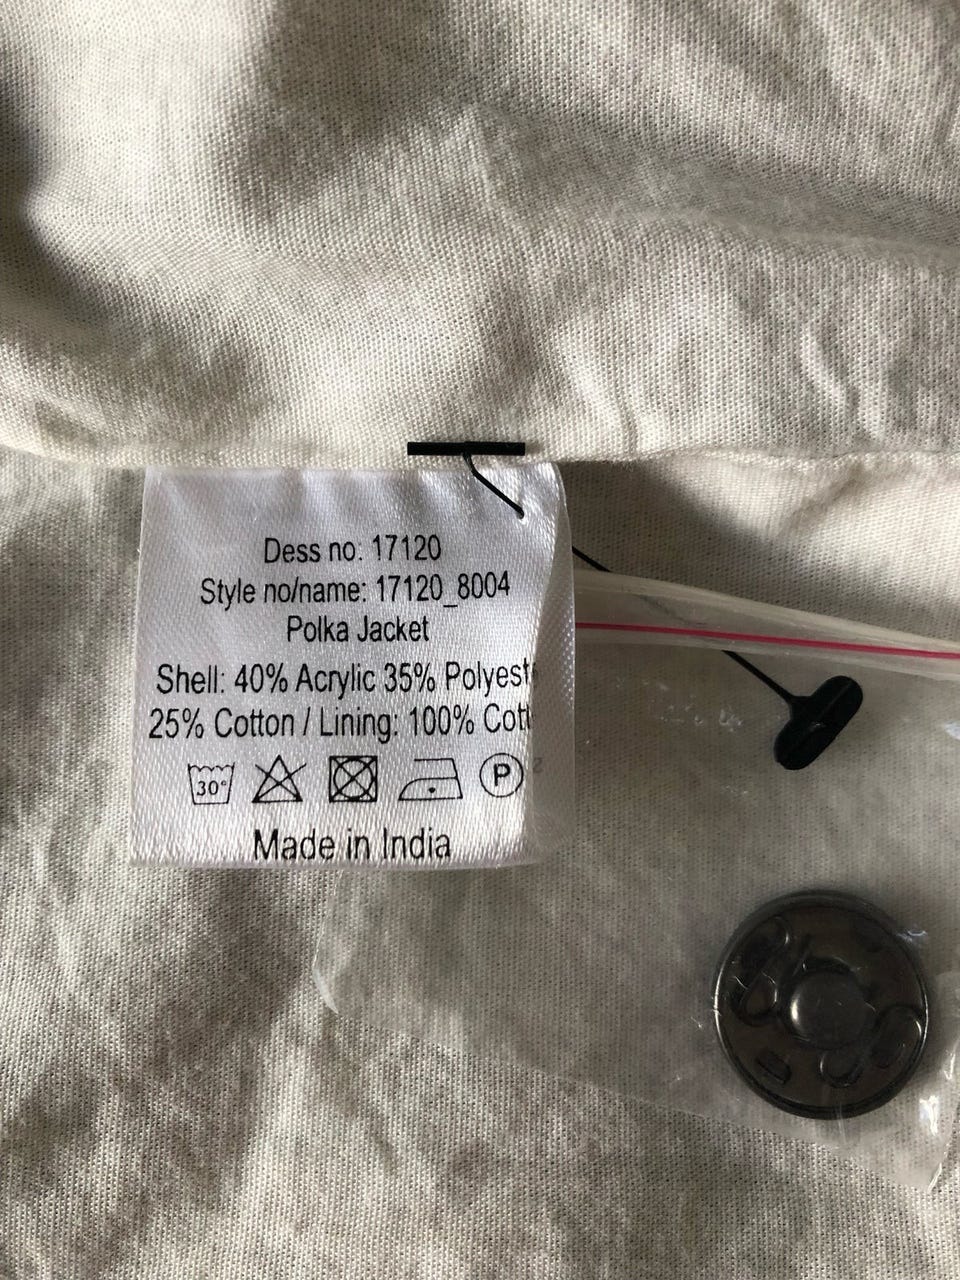 Dess no: 17120
Style no/name: 17120_8004
Polka Jacket
Shell: 40% Acrylic 35% Polyest
25% Cotton / Lining: 100% Cott
30°
P
Made in India